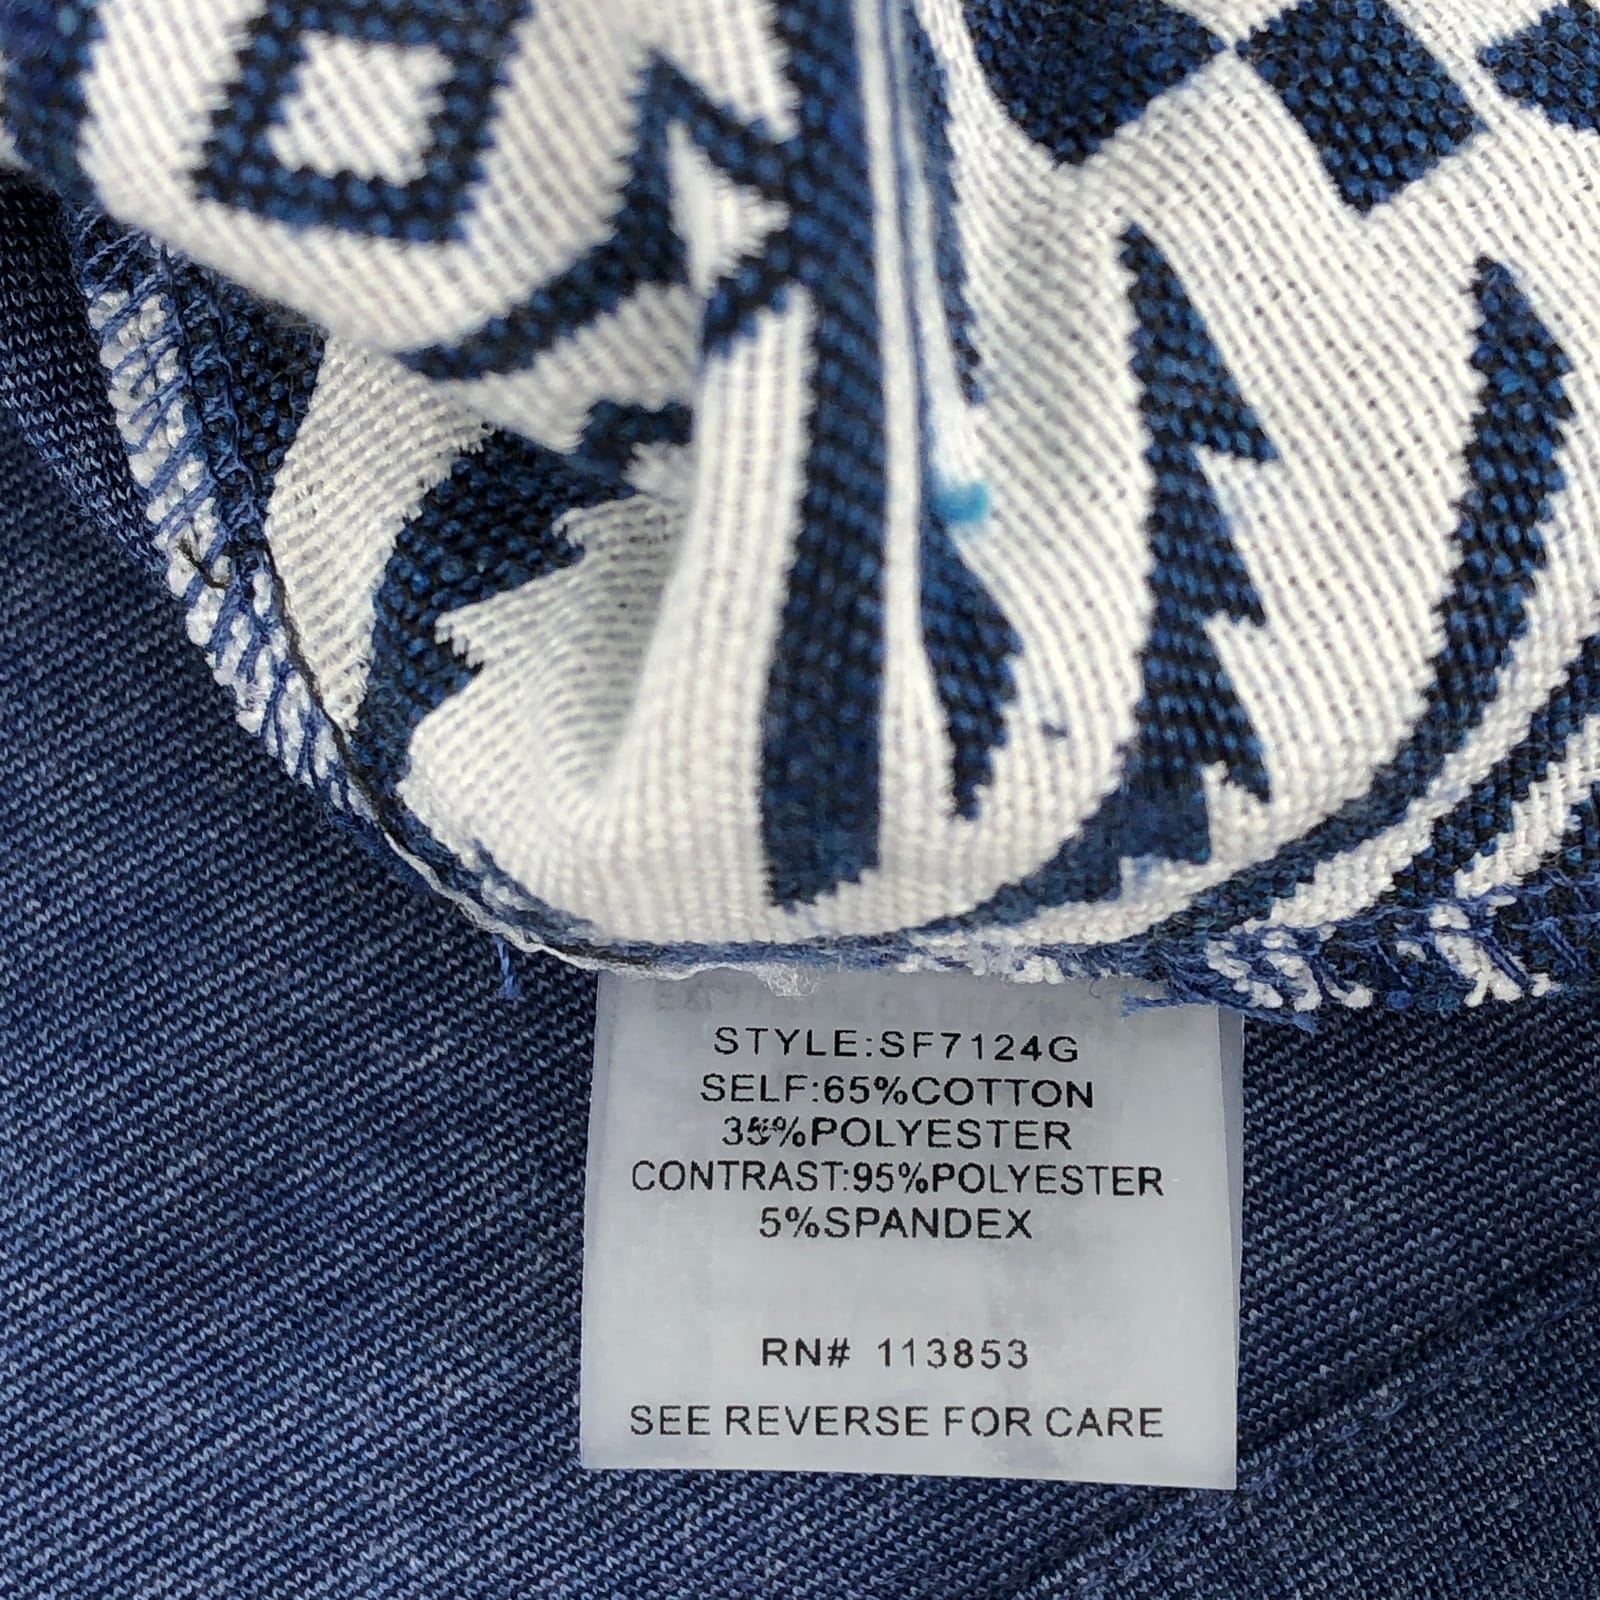 STYLE:SF7124G
SELF:65%COTTON
35%POLYESTER
CONTRAST:95%POLYESTER
5%SPANDEX
RN# 113853
SEE REVERSE FOR CARE